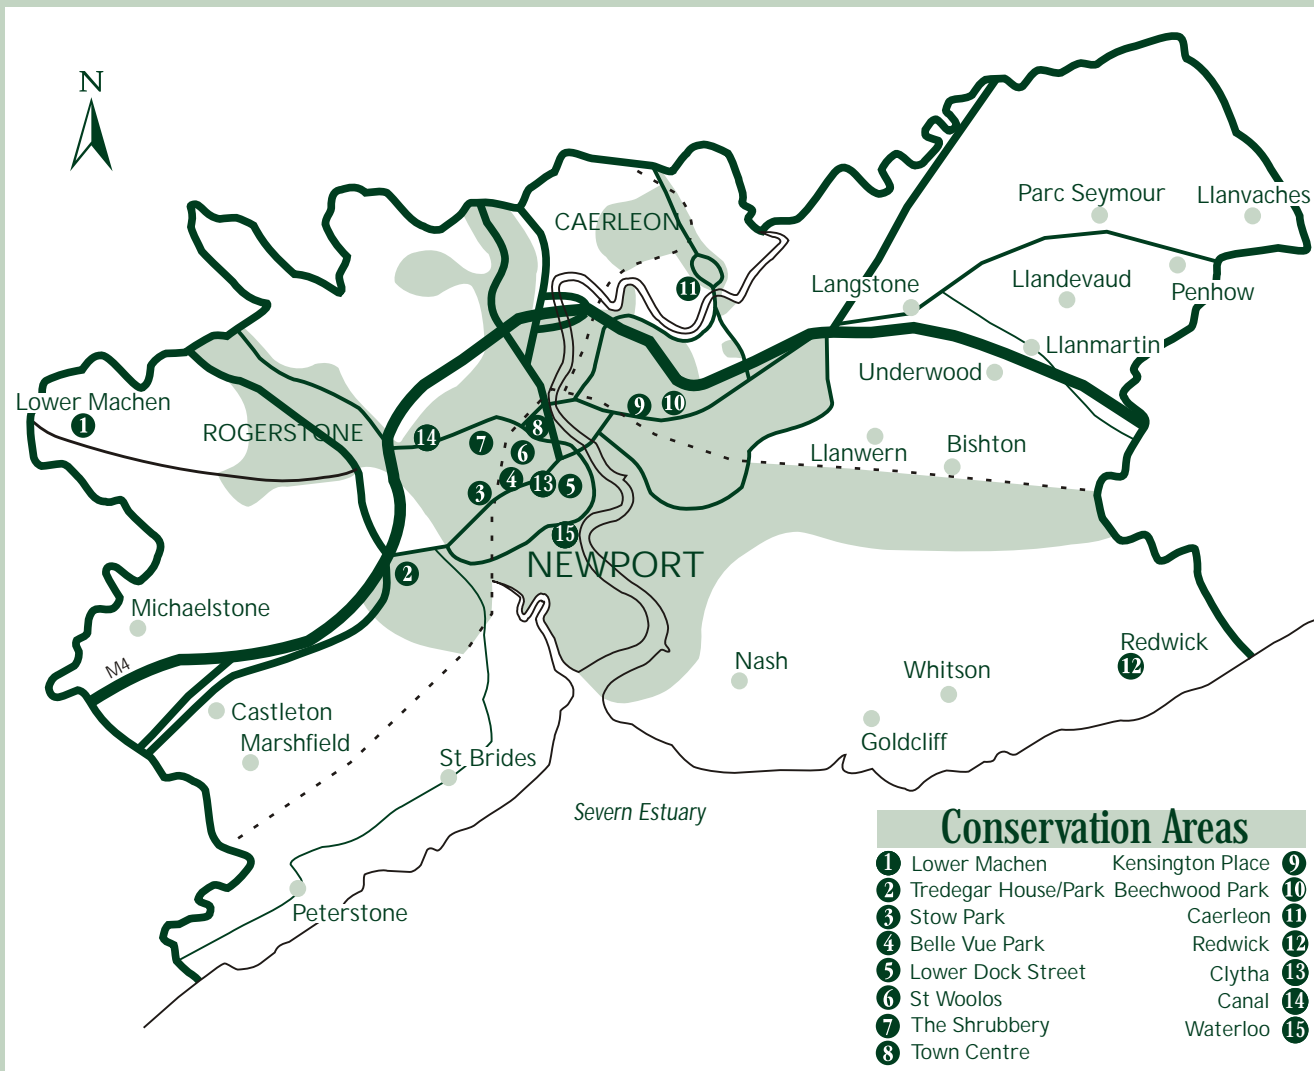 N
Parc Seymour
Llanvaches
CAERLEON
Langstone
Llandevaud
Penhow
11
Llanmartin
Underwood
Lower Machen
1
ROGERSTONE
14
7
8
9
10
6
Llanwern
Bishton
3
4
13
5
15
NEWPORT
2
Michaelstone
M4
Redwick
12
Nash
Whitson
Castleton
Marshfield
Goldcliff
St Brides
Severn Estuary
Peterstone
Conservation Areas
1 Lower Machen
2 Tredegar House/Park
3 Stow Park
4 Belle Vue Park
5 Lower Dock Street
6 St Woolos
7 The Shrubbery
8 Town Centre
Kensington Place 9
Beechwood Park 10
Caerleon 11
Redwick 12
Clytha 13
Canal 14
Waterloo 15